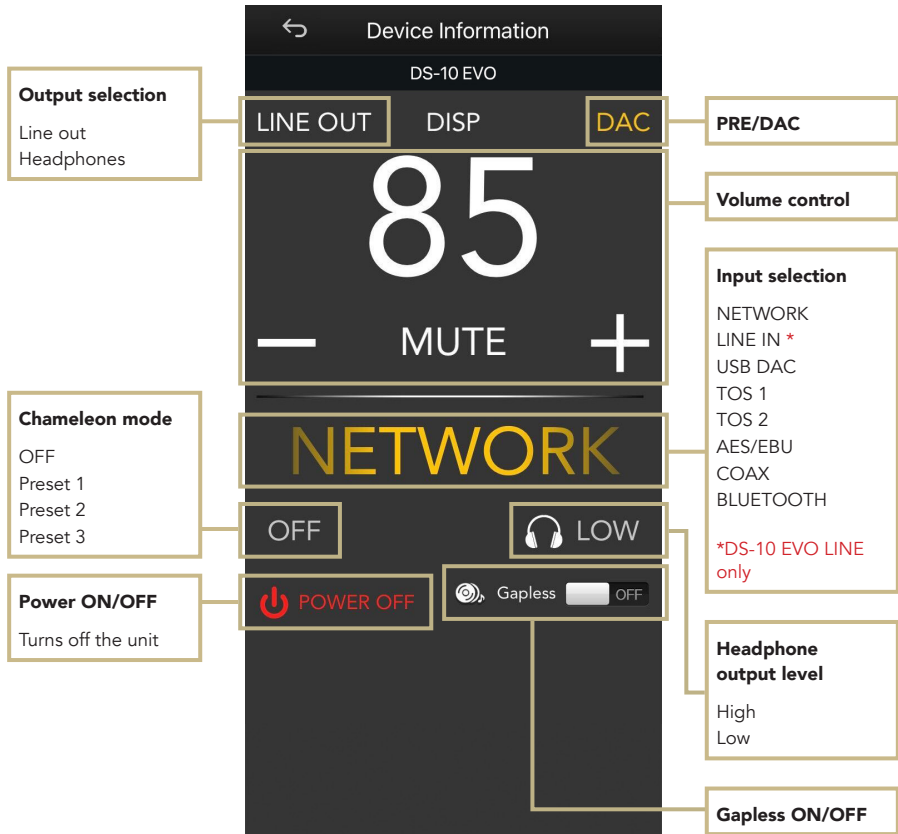 Device Information
DS-10 EVO
Output selection
Line out
Headphones
LINE OUT DISP DAC
PRE/DAC
85
Volume control
MUTE
Input selection
NETWORK
LINE IN *
USB DAC
TOS 1
TOS 2
AES/EBU
COAX
BLUETOOTH
*DS-10 EVO LINE
only
Chameleon mode
OFF
Preset 1
Preset 2
Preset 3
NETWORK
OFF
LOW
Power ON/OFF
Turns off the unit
POWER OFF
Gapless OFF
Headphone
output level
High
Low
Gapless ON/OFF